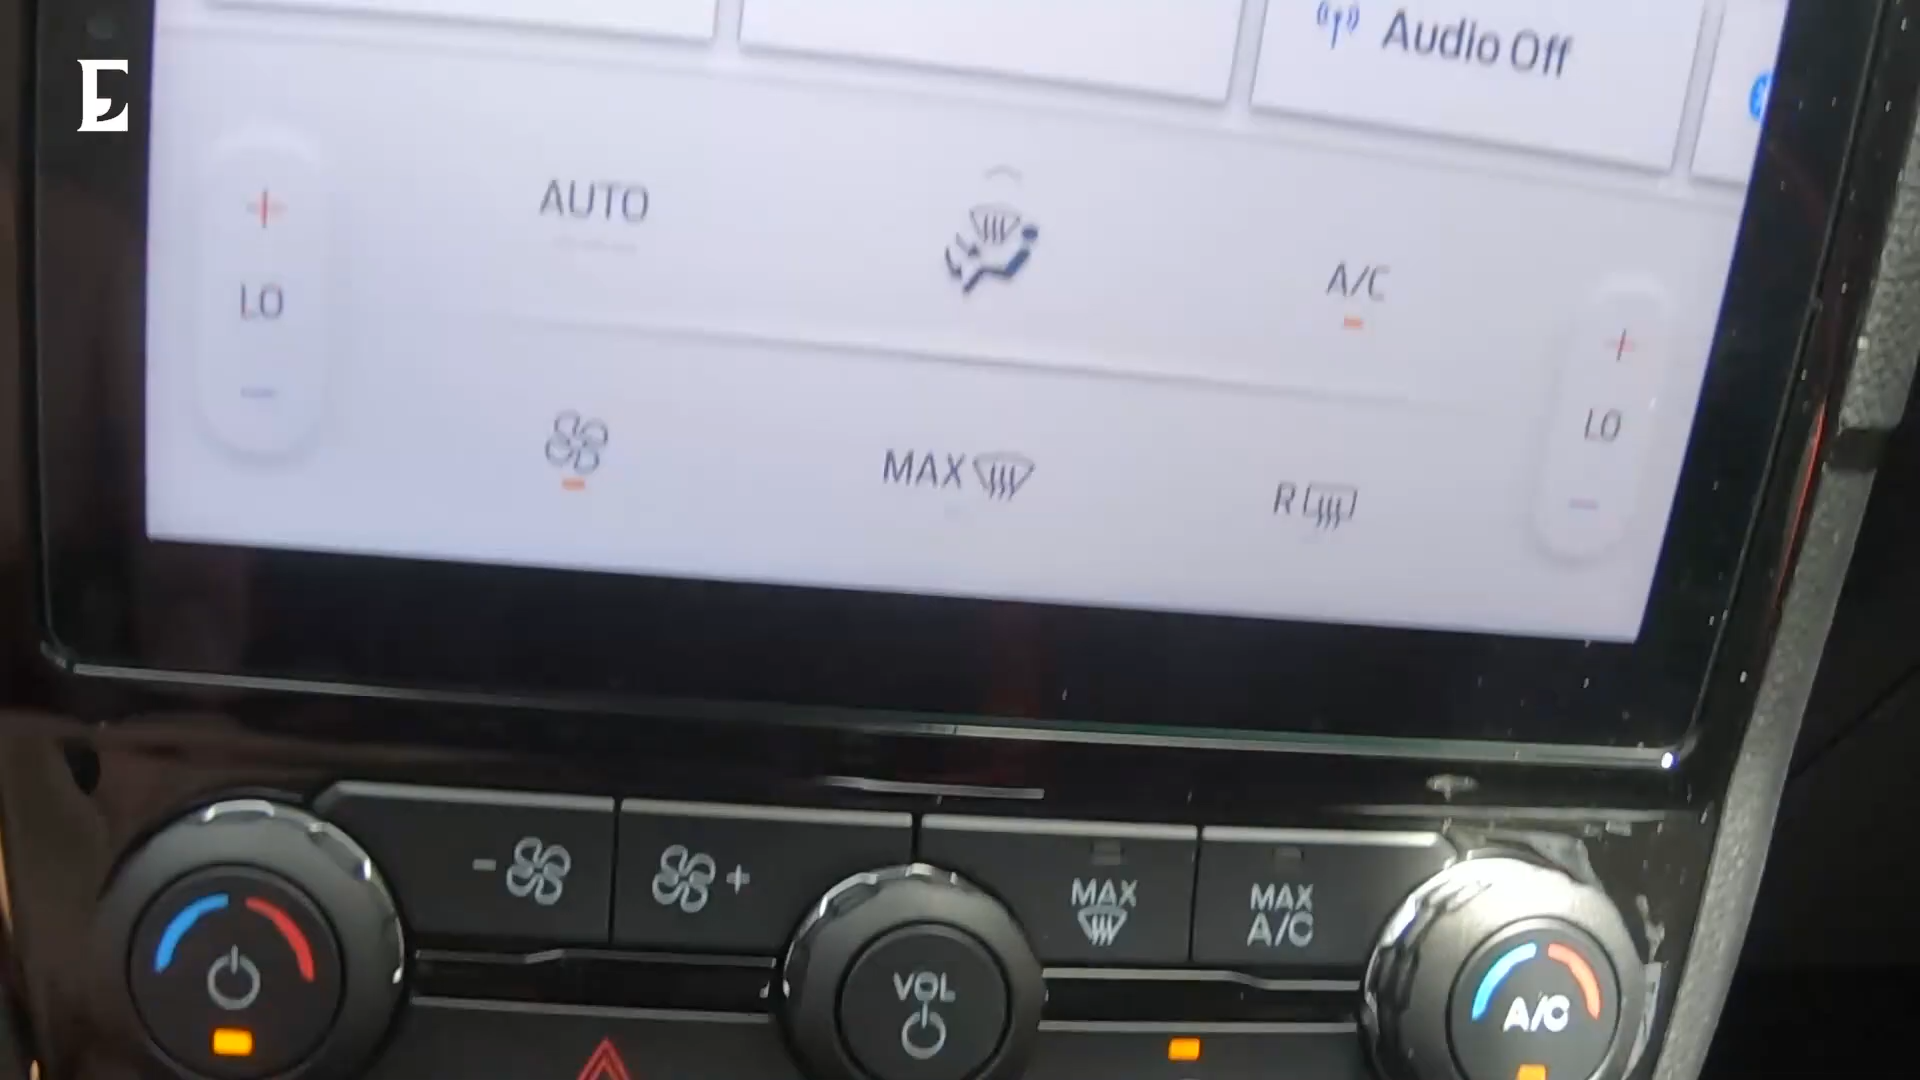 E
Audio Off
AUTO
A/C
+
LO
−
+
LO
−
MAX
R
−
+
MAX
MAX
A/C
VOL
A/C